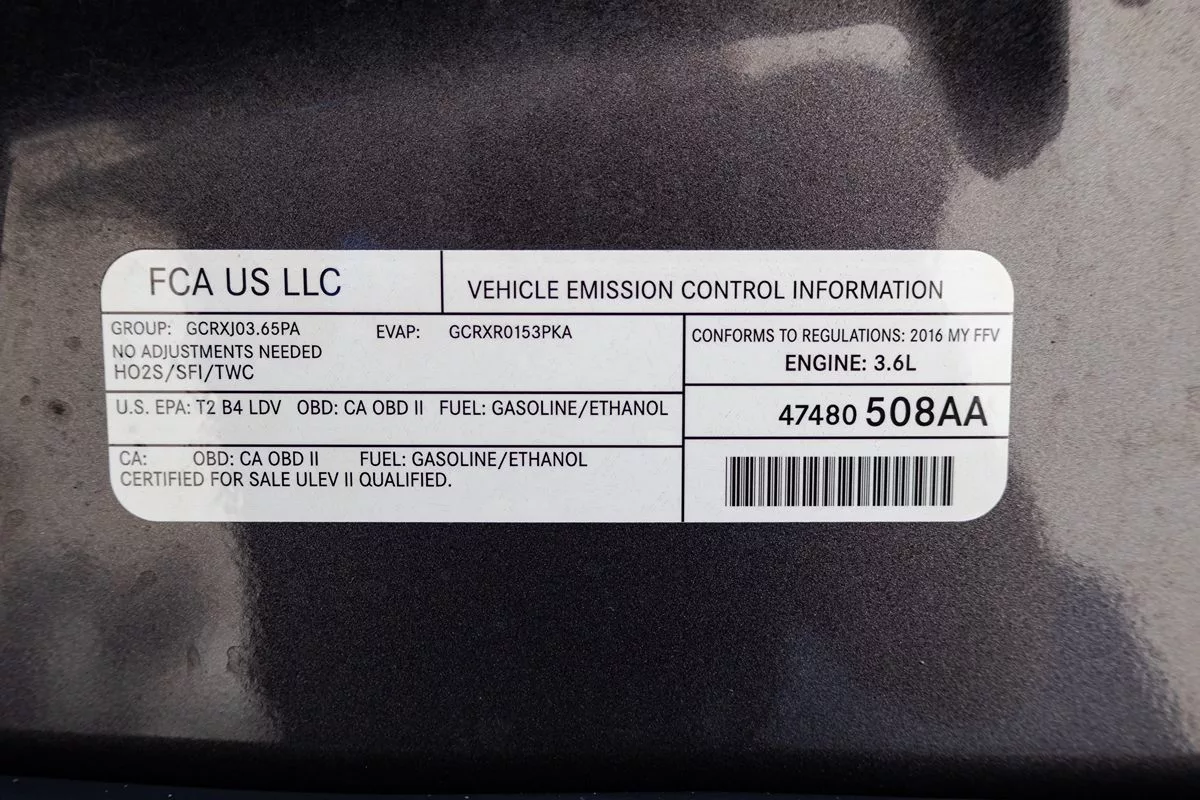 FCA US LLC
VEHICLE EMISSION CONTROL INFORMATION
GROUP: GCRXJ03.65PA EVAP: GCRXR0153PKA
NO ADJUSTMENTS NEEDED
HO2S/SFI/TWC
CONFORMS TO REGULATIONS: 2016 MY FFV
ENGINE: 3.6L
U.S. EPA: T2 B4 LDV OBD: CA OBD II FUEL: GASOLINE/ETHANOL
47480 508AA
CA: OBD: CA OBD II FUEL: GASOLINE/ETHANOL
CERTIFIED FOR SALE ULEV II QUALIFIED.